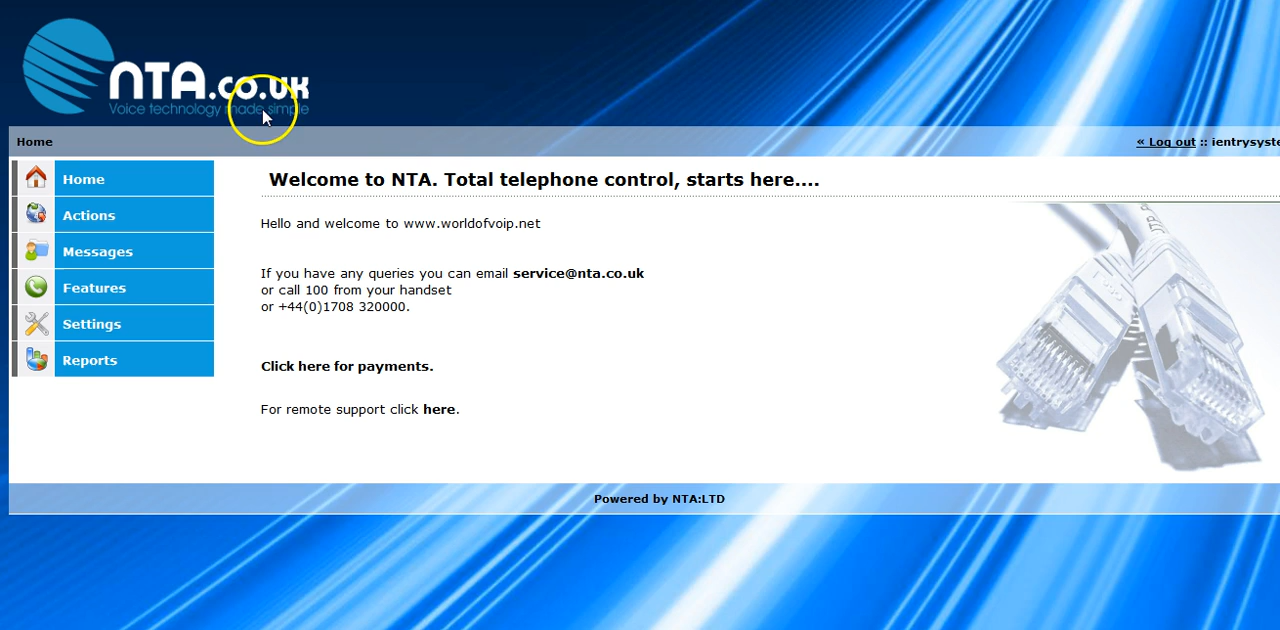 NTA.co.uk
Voice technology made simple
Home
« Log out :: ientrysyste
Home
Actions
Messages
Features
Settings
Reports
Welcome to NTA. Total telephone control, starts here....
Hello and welcome to www.worldofvoip.net
If you have any queries you can email service@nta.co.uk
or call 100 from your handset
or +44(0)1708 320000.
Click here for payments.
For remote support click here.
Powered by NTA:LTD